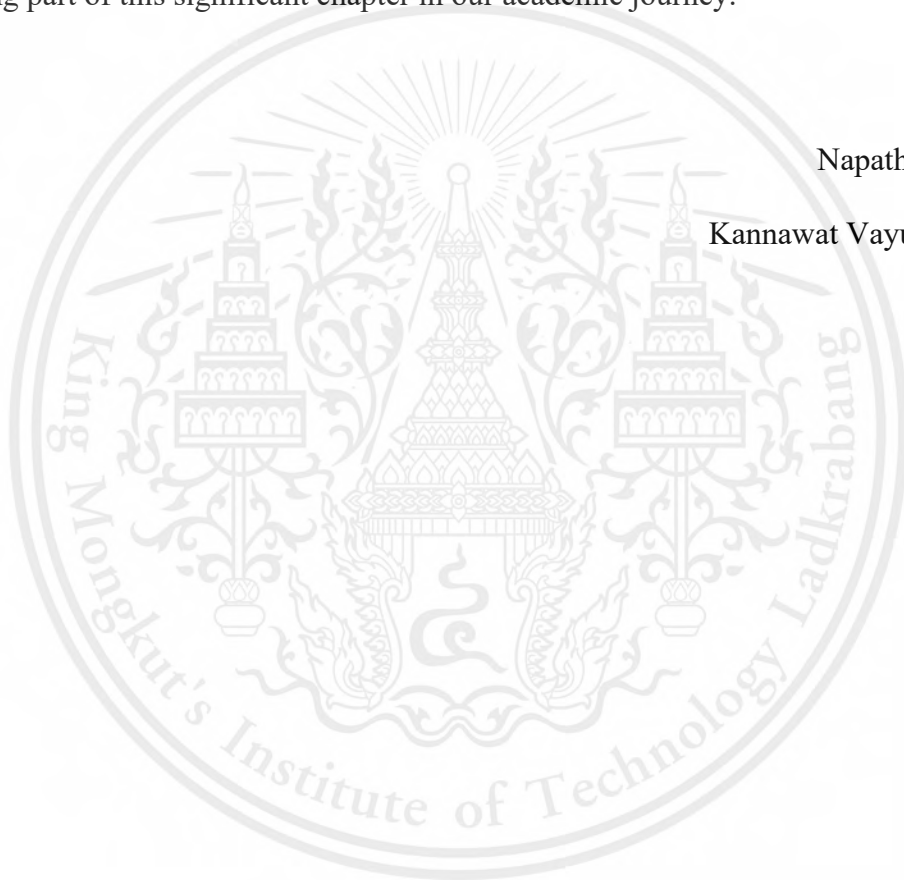 ng part of this significant chapter in our academic journey.
Napath
Kannawat Vayu
King Mongkut's Institute of Technology Ladkrabang